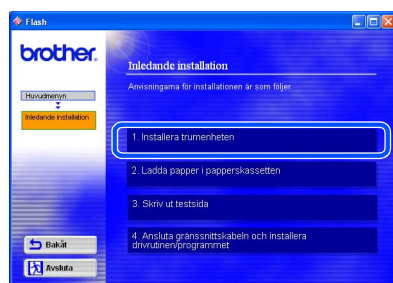 Flash
brother.
Huvudmenyn
Inledande installation
Bakåt
Avsluta
Inledande installation
Anvisningarna för installationen är som följer
1. Installera trumenheten
2. Ladda papper i papperskassetten
3. Skriv ut testsida
4. Ansluta gränssnittskabeln och installera
drivrutinen/programmet